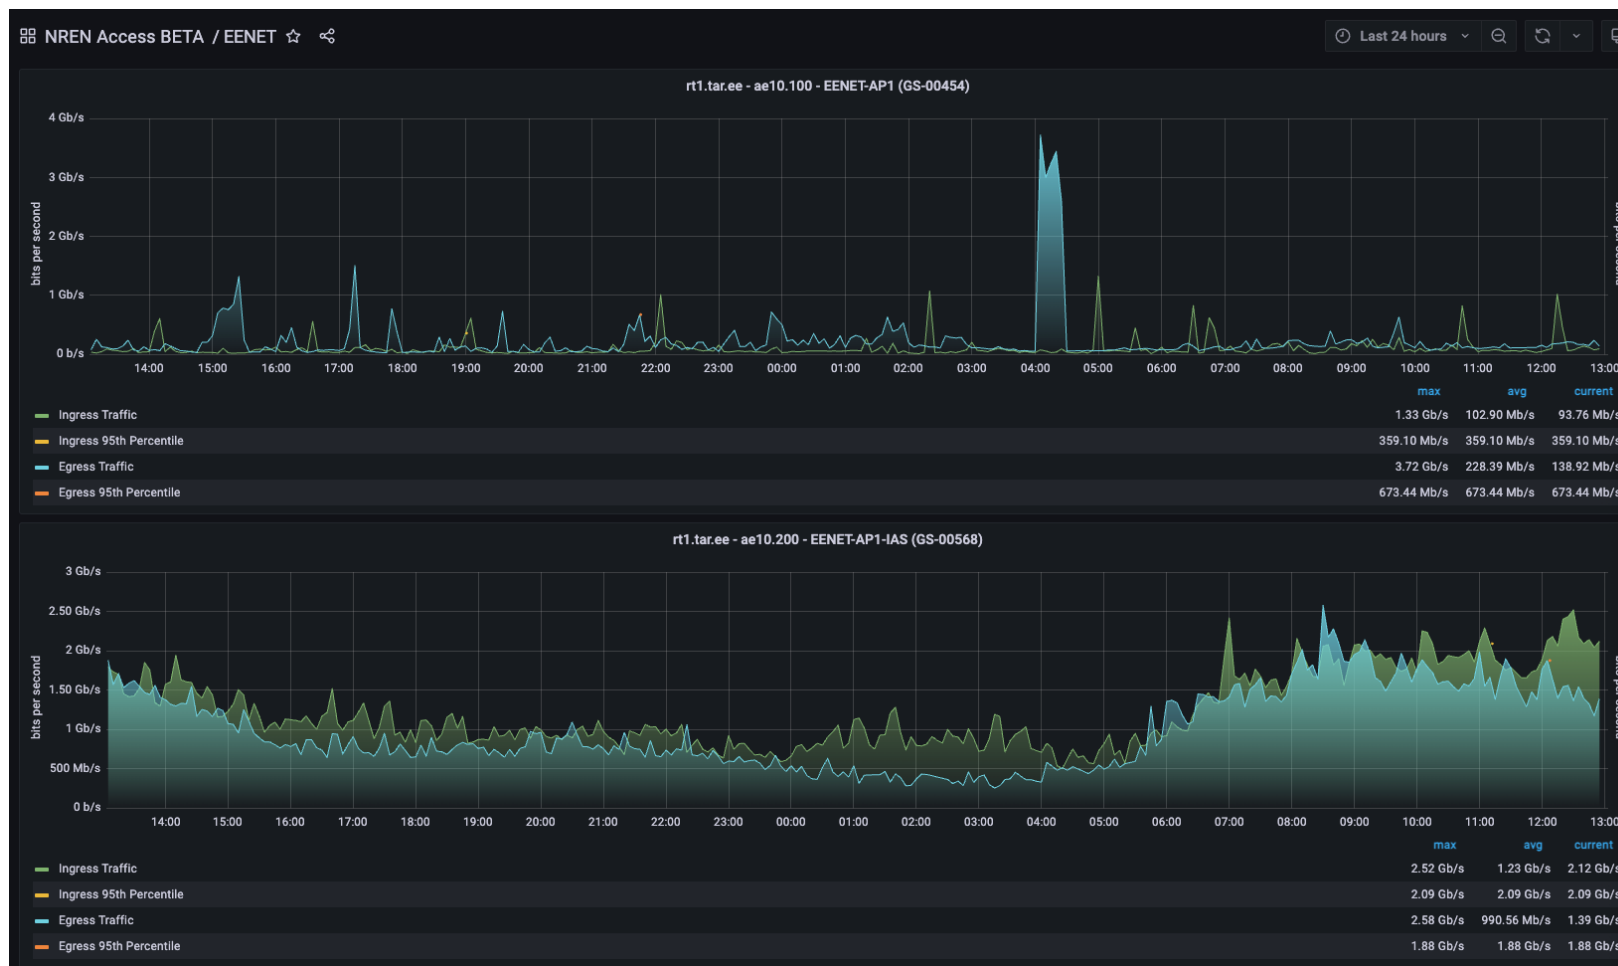 NREN Access BETA / EENET
Last 24 hours
rt1.tar.ee - ae10.100 - EENET-AP1 (GS-00454)
bits per second
4 Gb/s
3 Gb/s
2 Gb/s
1 Gb/s
0 b/s
14:00 15:00 16:00 17:00 18:00 19:00 20:00 21:00 22:00 23:00 00:00 01:00 02:00 03:00 04:00 05:00 06:00 07:00 08:00 09:00 10:00 11:00 12:00 13:00
max avg current
Ingress Traffic 1.33 Gb/s 102.90 Mb/s 93.76 Mb/s
Ingress 95th Percentile 359.10 Mb/s 359.10 Mb/s 359.10 Mb/s
Egress Traffic 3.72 Gb/s 228.39 Mb/s 138.92 Mb/s
Egress 95th Percentile 673.44 Mb/s 673.44 Mb/s 673.44 Mb/s
rt1.tar.ee - ae10.200 - EENET-AP1-IAS (GS-00568)
bits per second
3 Gb/s
2.50 Gb/s
2 Gb/s
1.50 Gb/s
1 Gb/s
500 Mb/s
0 b/s
14:00 15:00 16:00 17:00 18:00 19:00 20:00 21:00 22:00 23:00 00:00 01:00 02:00 03:00 04:00 05:00 06:00 07:00 08:00 09:00 10:00 11:00 12:00 13:00
max avg current
Ingress Traffic 2.52 Gb/s 1.23 Gb/s 2.12 Gb/s
Ingress 95th Percentile 2.09 Gb/s 2.09 Gb/s 2.09 Gb/s
Egress Traffic 2.58 Gb/s 990.56 Mb/s 1.39 Gb/s
Egress 95th Percentile 1.88 Gb/s 1.88 Gb/s 1.88 Gb/s